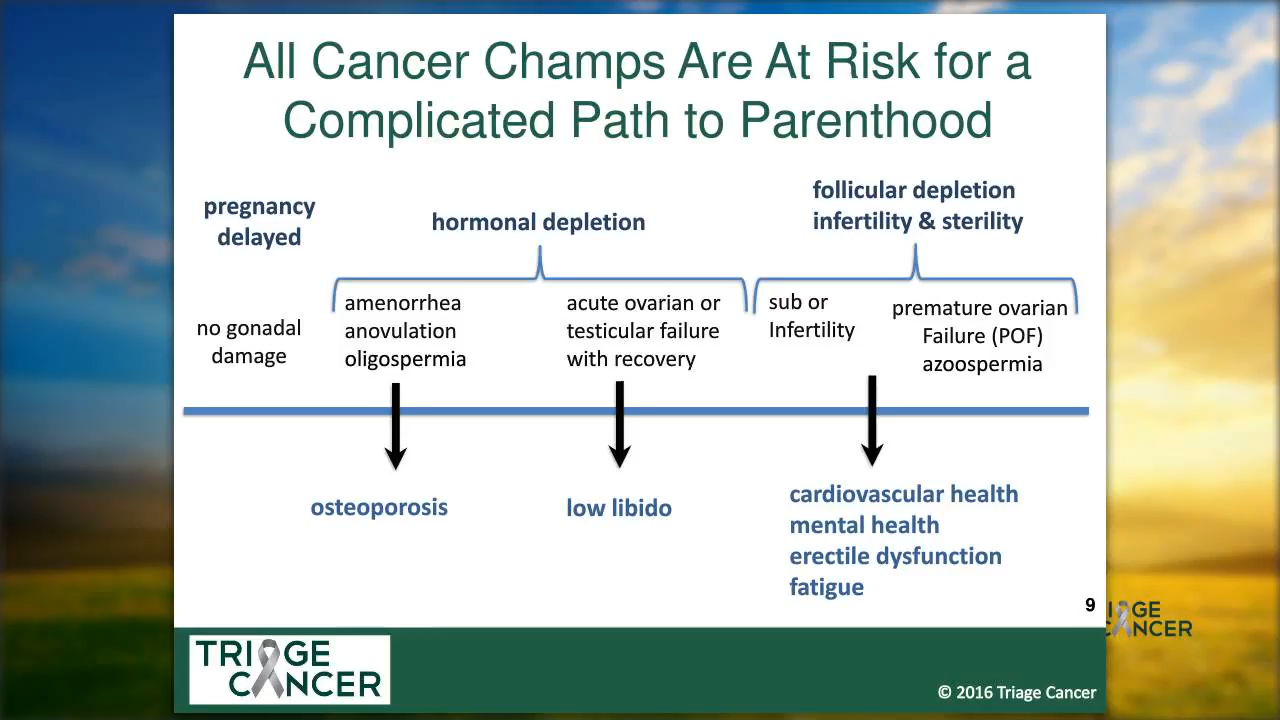 All Cancer Champs Are At Risk for a
Complicated Path to Parenthood
pregnancy
delayed
hormonal depletion
follicular depletion
infertility & sterility
no gonadal
damage
amenorrhea
anovulation
oligospermia
acute ovarian or
testicular failure
with recovery
sub or
Infertility
premature ovarian
Failure (POF)
azoospermia
osteoporosis
low libido
cardiovascular health
mental health
erectile dysfunction
fatigue
9
TRIAGE
CANCER
© 2016 Triage Cancer
RIAGE
CANCER